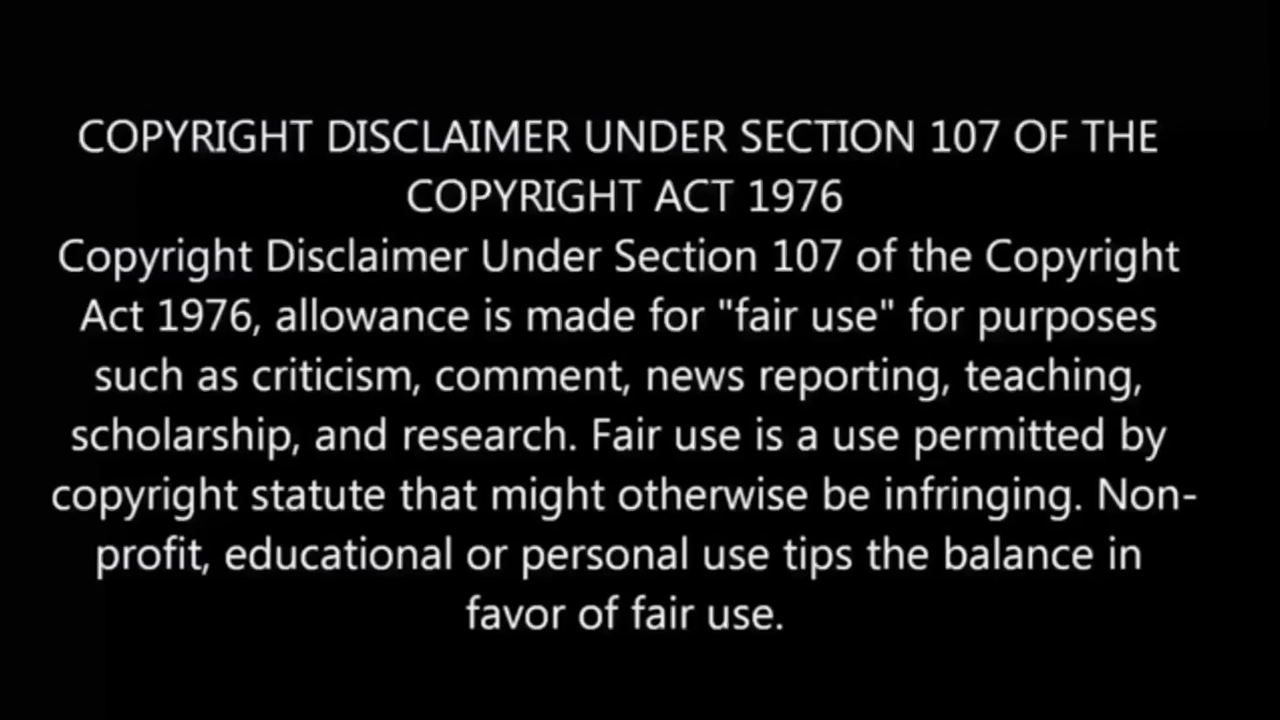 COPYRIGHT DISCLAIMER UNDER SECTION 107 OF THE
COPYRIGHT ACT 1976
Copyright Disclaimer Under Section 107 of the Copyright
Act 1976, allowance is made for "fair use" for purposes
such as criticism, comment, news reporting, teaching,
scholarship, and research. Fair use is a use permitted by
copyright statute that might otherwise be infringing. Non-
profit, educational or personal use tips the balance in
favor of fair use.